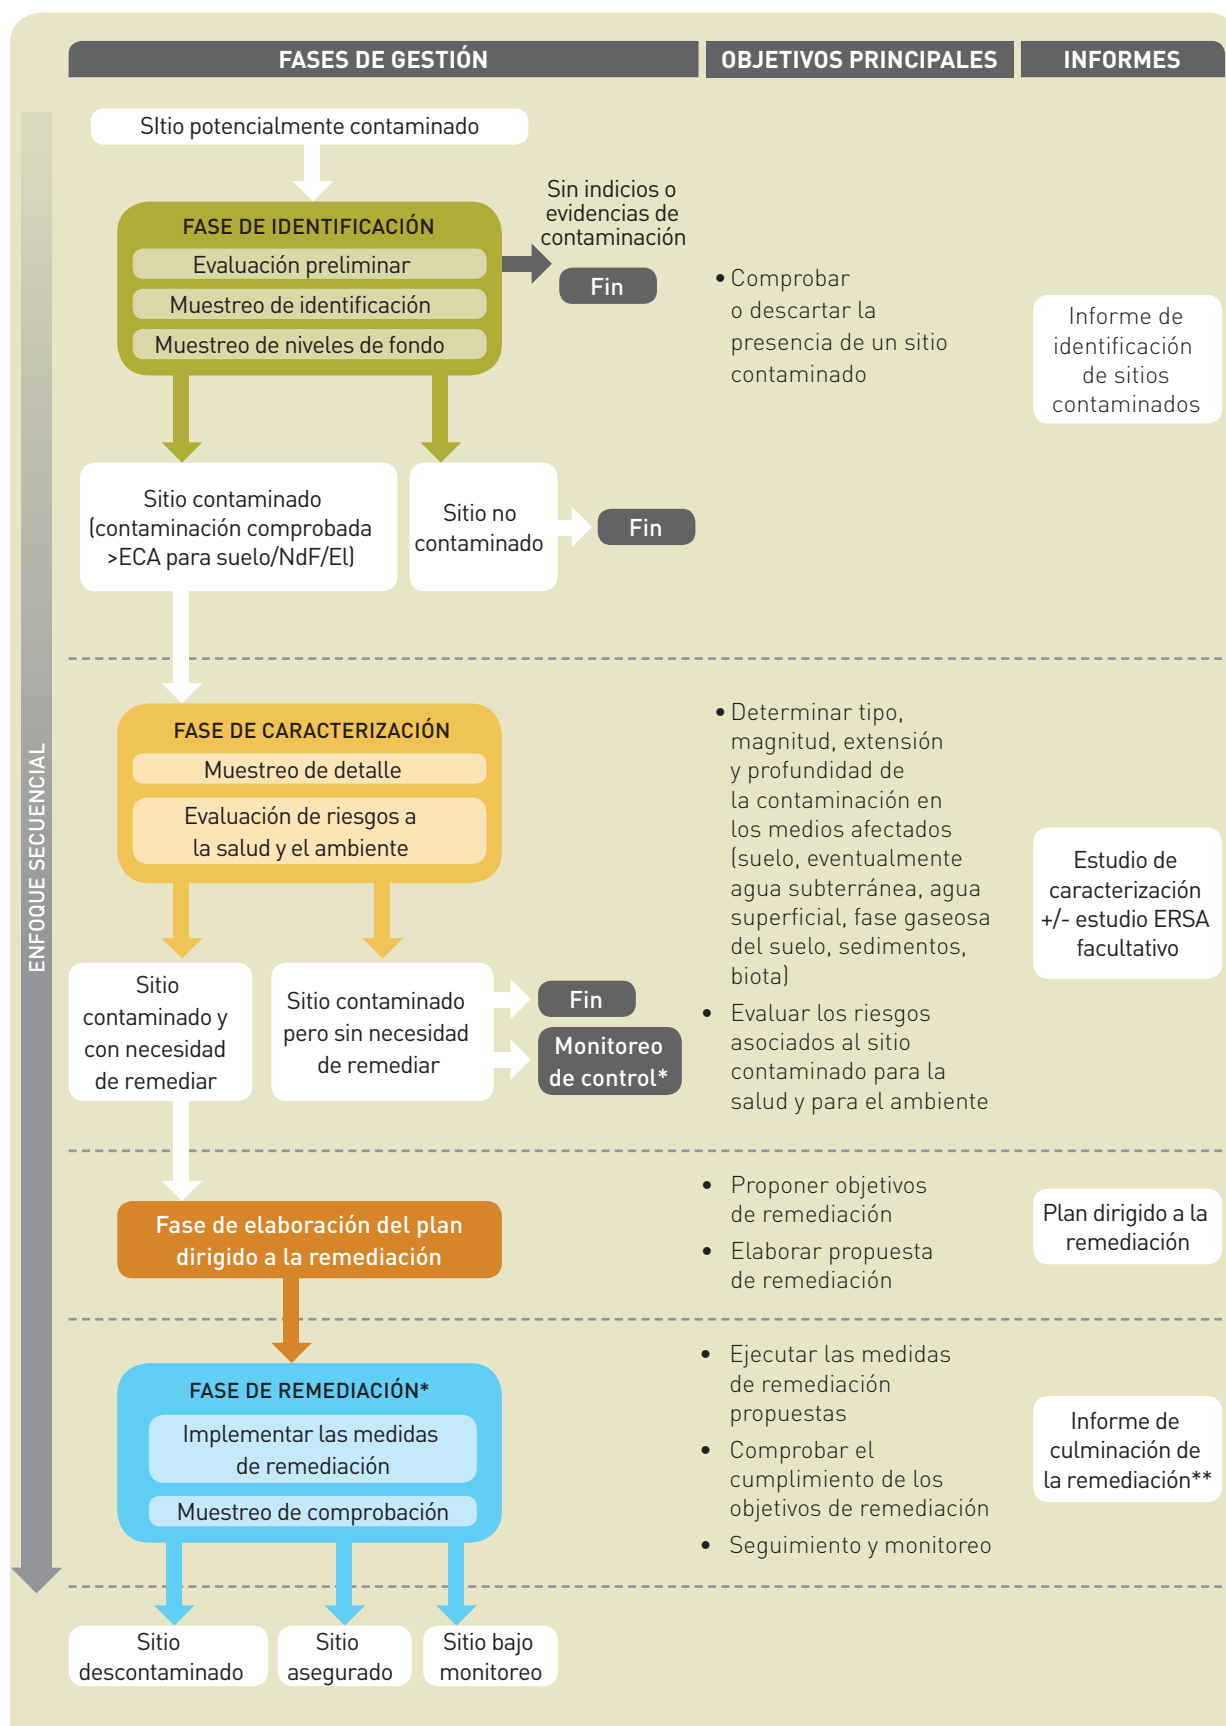 FASES DE GESTIÓN
OBJETIVOS PRINCIPALES
INFORMES
ENFOQUE SECUENCIAL
SItio potencialmente contaminado
FASE DE IDENTIFICACIÓN
Evaluación preliminar
Muestreo de identificación
Muestreo de niveles de fondo
Sin indicios o
evidencias de
contaminación
Fin
• Comprobar
o descartar la
presencia de un sitio
contaminado
Informe de
identificación
de sitios
contaminados
Sitio contaminado
(contaminación comprobada
>ECA para suelo/NdF/El)
Sitio no
contaminado
Fin
FASE DE CARACTERIZACIÓN
Muestreo de detalle
Evaluación de riesgos a
la salud y el ambiente
• Determinar tipo,
magnitud, extensión
y profundidad de
la contaminación en
los medios afectados
(suelo, eventualmente
agua subterránea, agua
superficial, fase gaseosa
del suelo, sedimentos,
biota)
• Evaluar los riesgos
asociados al sitio
contaminado para la
salud y para el ambiente
Estudio de
caracterización
+/- estudio ERSA
facultativo
Sitio
contaminado y
con necesidad
de remediar
Sitio contaminado
pero sin necesidad
de remediar
Fin
Monitoreo
de control*
Fase de elaboración del plan
dirigido a la remediación
• Proponer objetivos
de remediación
• Elaborar propuesta
de remediación
Plan dirigido a la
remediación
FASE DE REMEDIACIÓN*
Implementar las medidas
de remediación
Muestreo de comprobación
• Ejecutar las medidas
de remediación
propuestas
• Comprobar el
cumplimiento de los
objetivos de remediación
• Seguimiento y monitoreo
Informe de
culminación de
la remediación**
Sitio
descontaminado
Sitio
asegurado
Sitio bajo
monitoreo